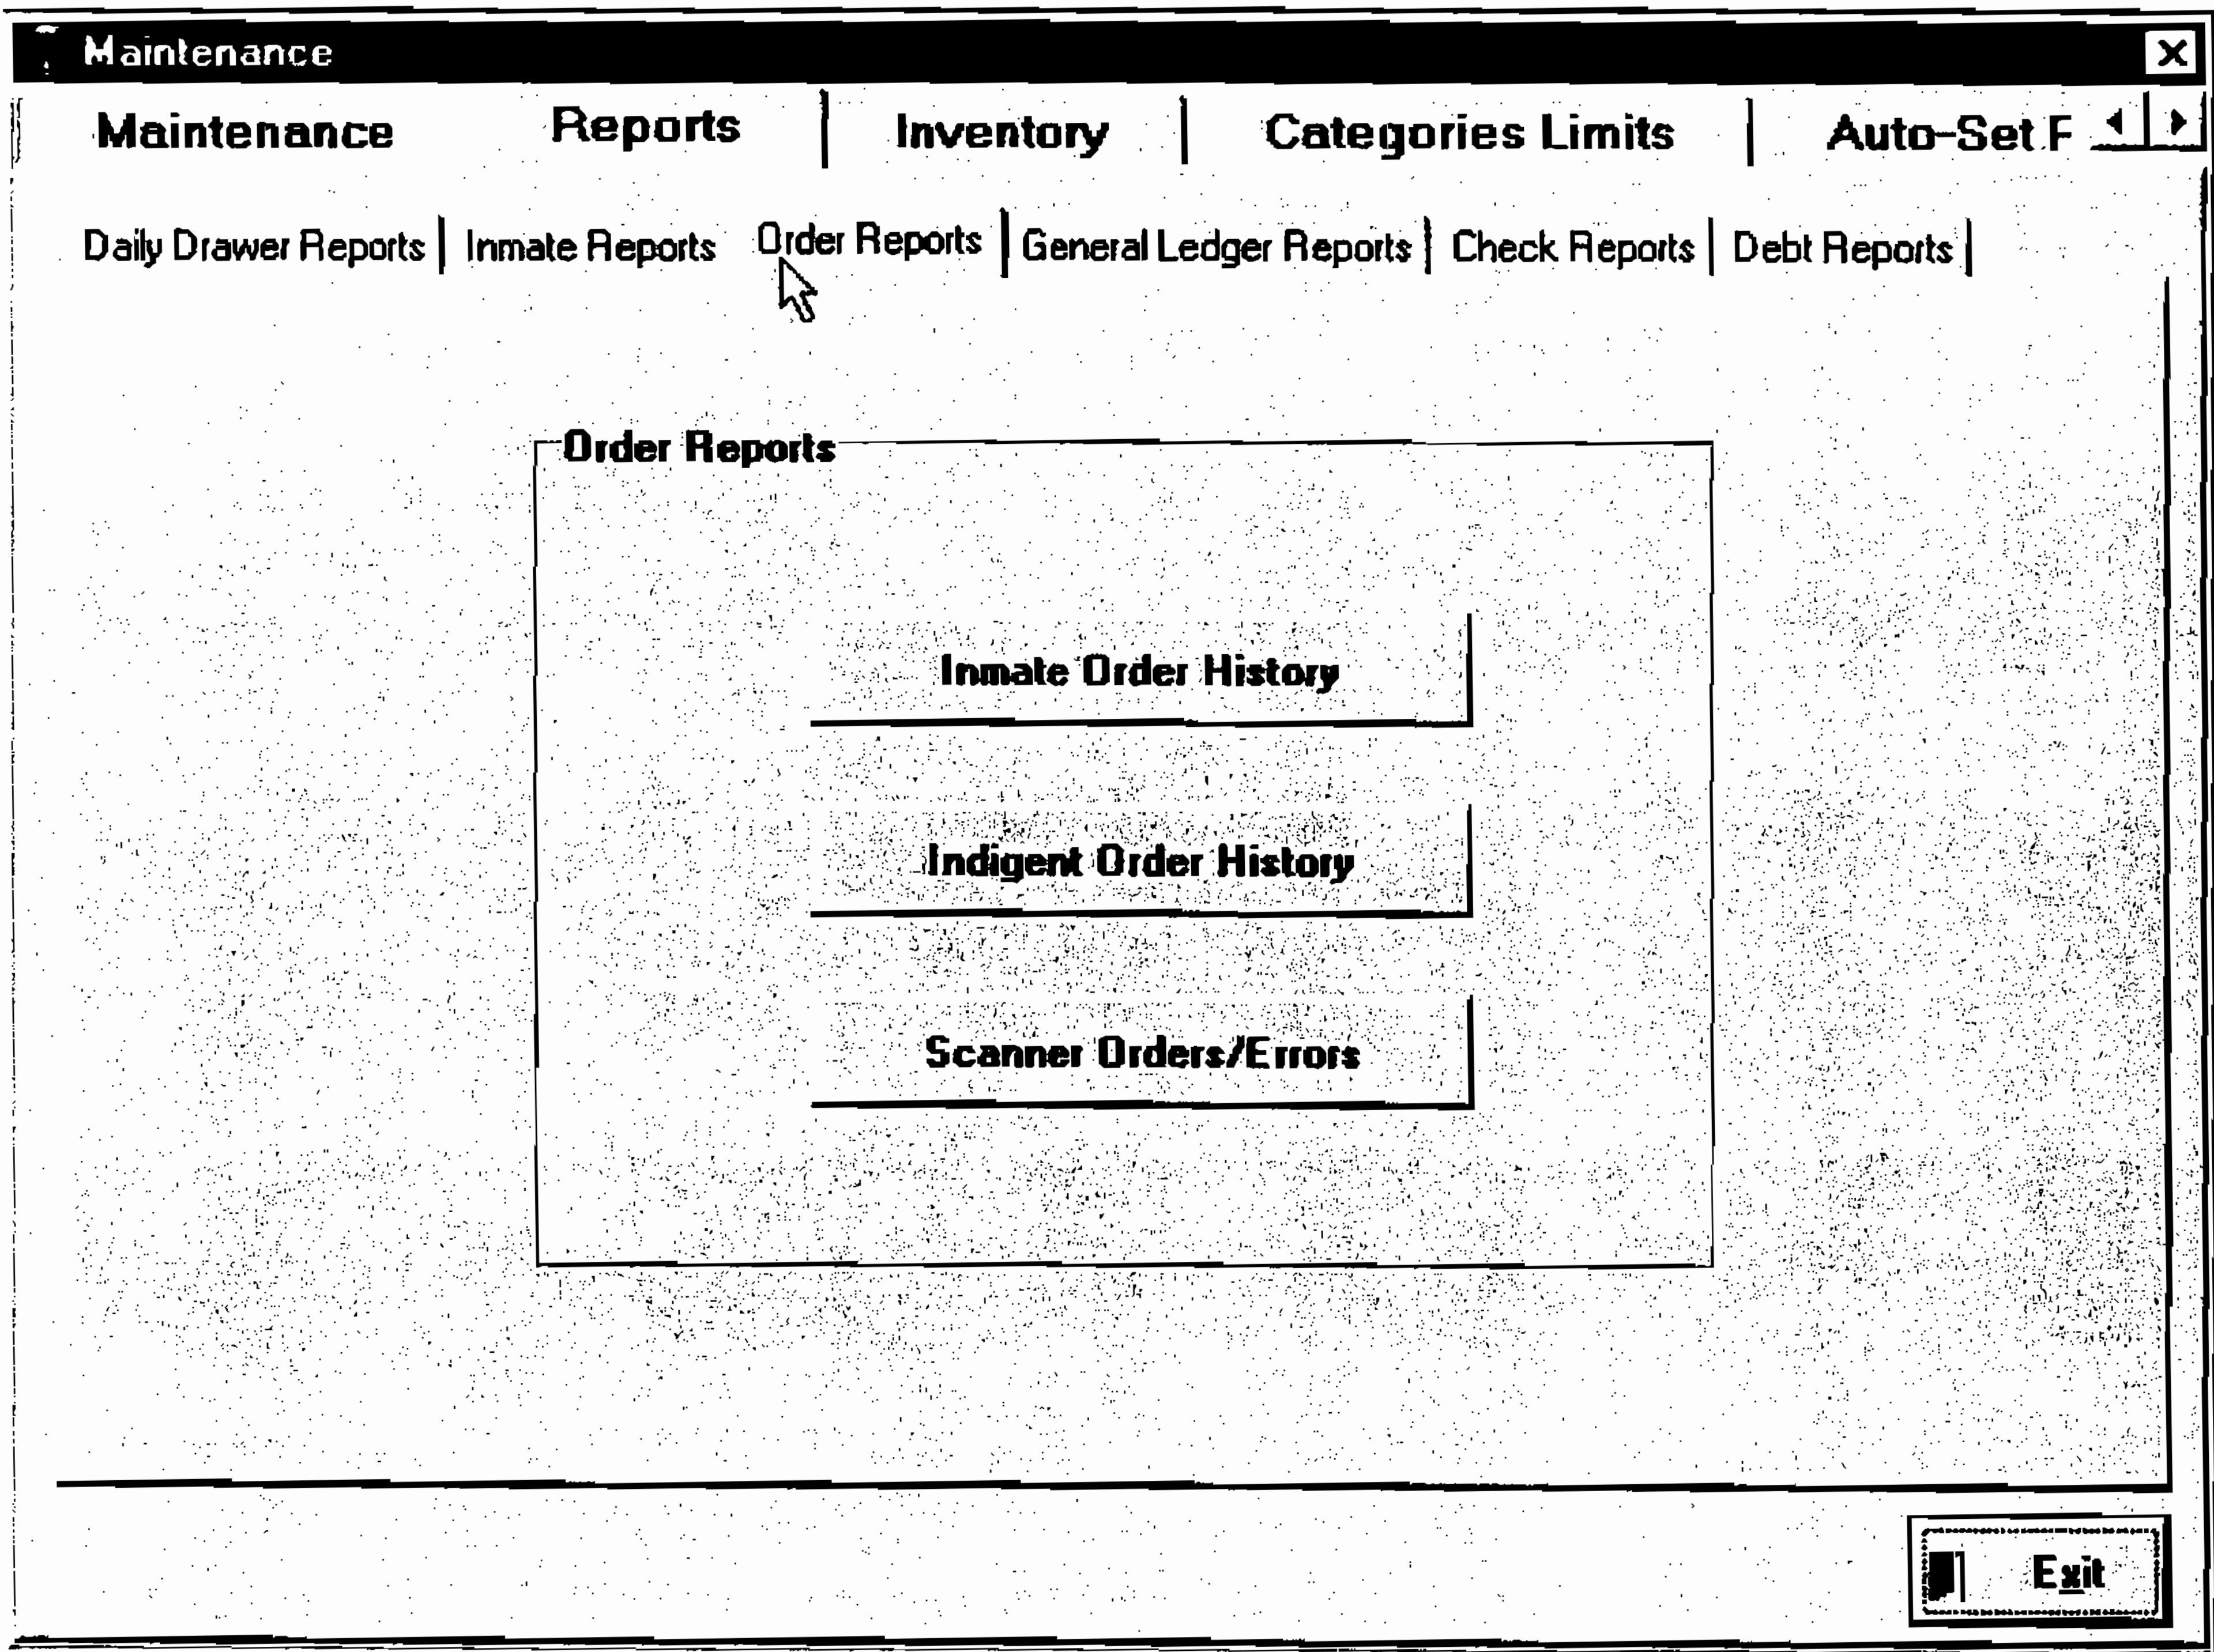 Maintenance
Maintenance Reports Inventory Categories Limits Auto-Set F
Daily Drawer Reports Inmate Reports Order Reports General Ledger Reports Check Reports Debt Reports
Order Reports
Inmate Order History
Indigent Order History
Scanner Orders/Errors
Exit